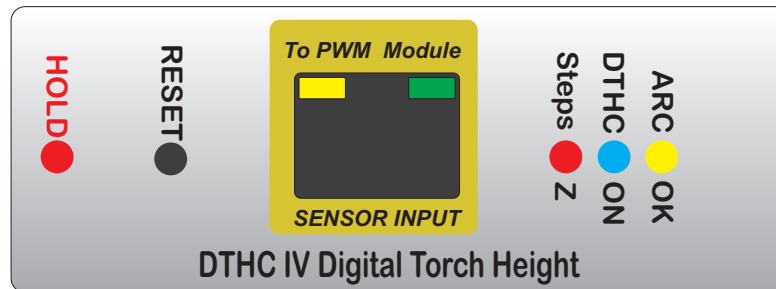 HOLD
RESET
To PWM Module
SENSOR INPUT
Steps Z
DTHC ON
ARC OK
DTHC IV Digital Torch Height